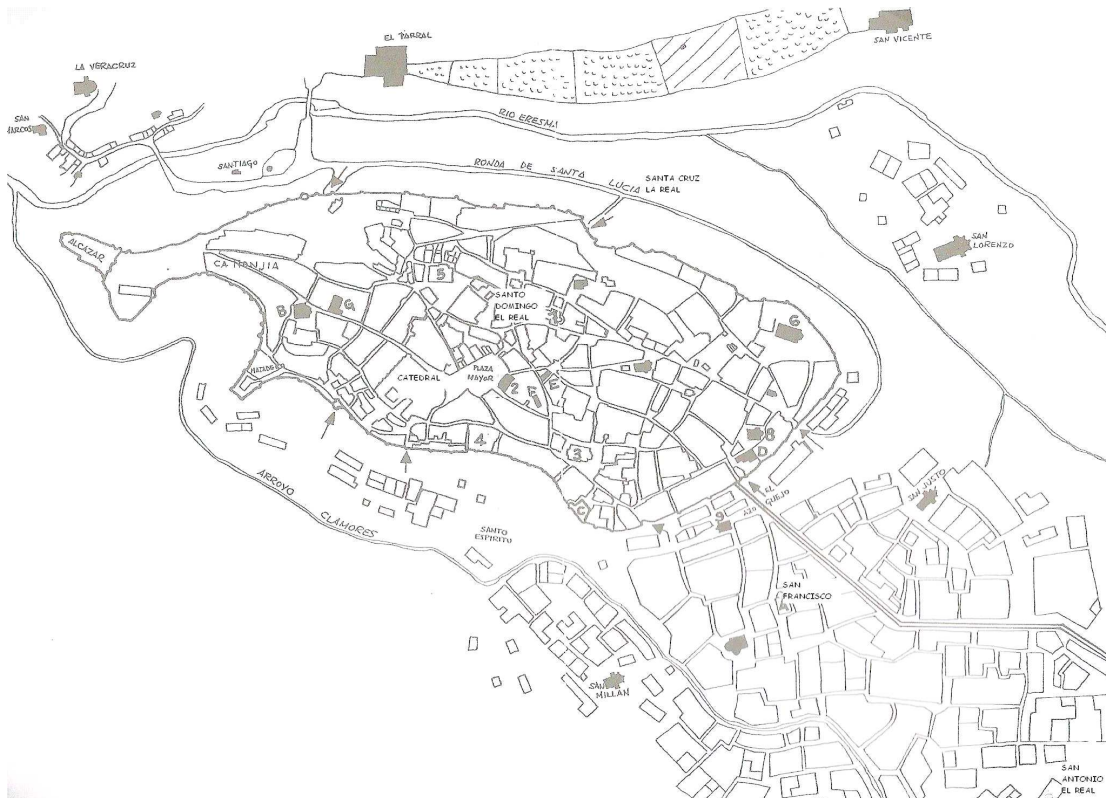 EL PARRAL
SAN VICENTE
LA VERACRUZ
SAN
MARCOS
RIO ERESMA
SANTIAGO
RONDA DE SANTA LUCIA
SANTA CRUZ
LA REAL
SAN
LORENZO
ALCAZAR
CANONJIA
5
SANTO
DOMINGO
EL REAL
B
G
6
CATEDRAL
PLAZA
MAYOR
2
E
F
4
3
8
D
C
EL
9
AZO
SAN JUSTO
ARROYO
CLAMORES
SANTO
ESPIRITU
SAN
FRANCISCO
SAN
MILLAN
SAN
ANTONIO
EL REAL